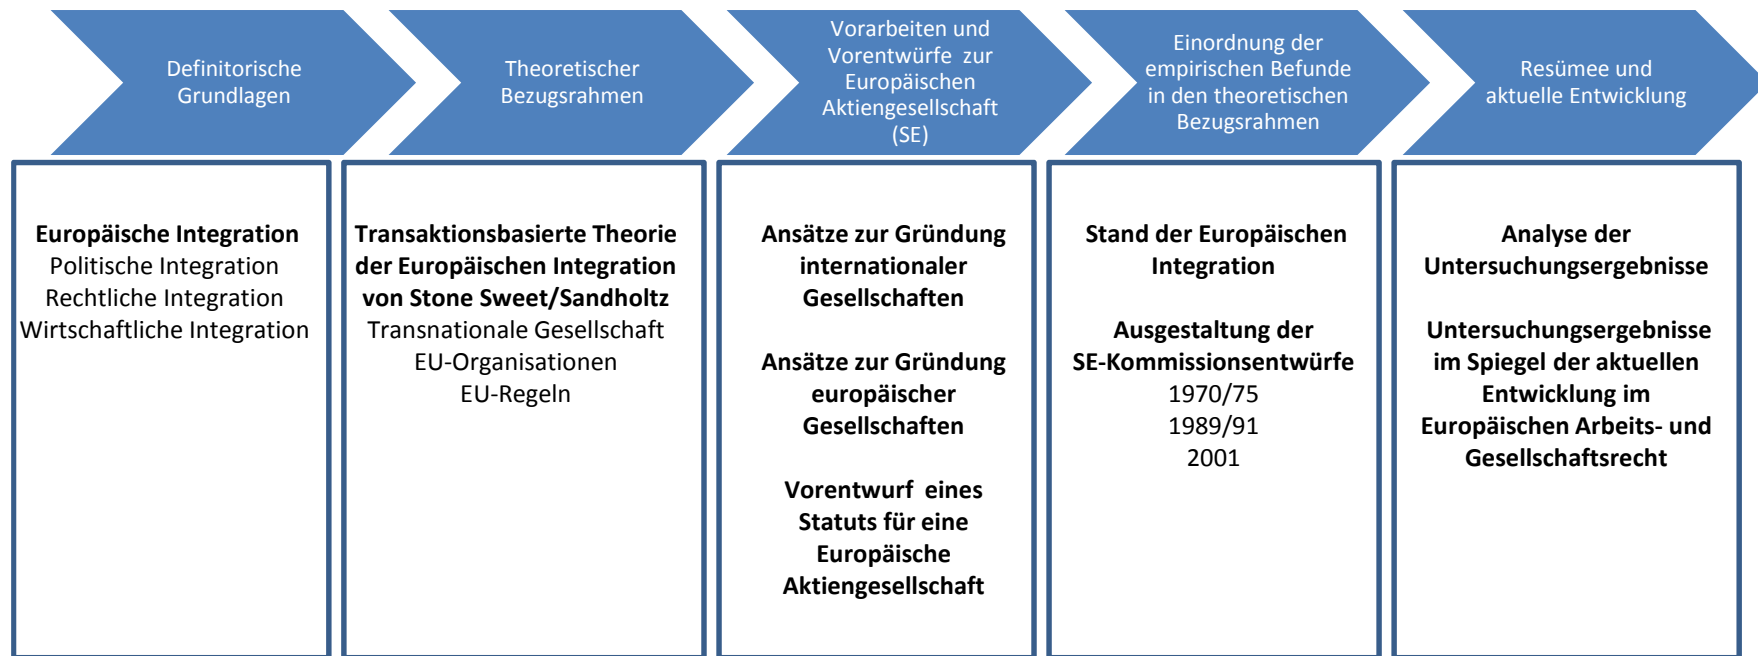 Definitorische
Grundlagen
Theoretischer
Bezugsrahmen
Vorarbeiten und
Vorentwürfe zur
Europäischen
Aktiengesellschaft
(SE)
Einordnung der
empirischen Befunde
in den theoretischen
Bezugsrahmen
Resümee und
aktuelle Entwicklung
Europäische Integration
Politische Integration
Rechtliche Integration
Wirtschaftliche Integration
Transaktionsbasierte Theorie
der Europäischen Integration
von Stone Sweet/Sandholtz
Transnationale Gesellschaft
EU-Organisationen
EU-Regeln
Ansätze zur Gründung
internationaler
Gesellschaften
Ansätze zur Gründung
europäischer
Gesellschaften
Vorentwurf eines
Statuts für eine
Europäische
Aktiengesellschaft
Stand der Europäischen
Integration
Ausgestaltung der
SE-Kommissionsentwürfe
1970/75
1989/91
2001
Analyse der
Untersuchungsergebnisse
Untersuchungsergebnisse
im Spiegel der aktuellen
Entwicklung im
Europäischen Arbeits- und
Gesellschaftsrecht